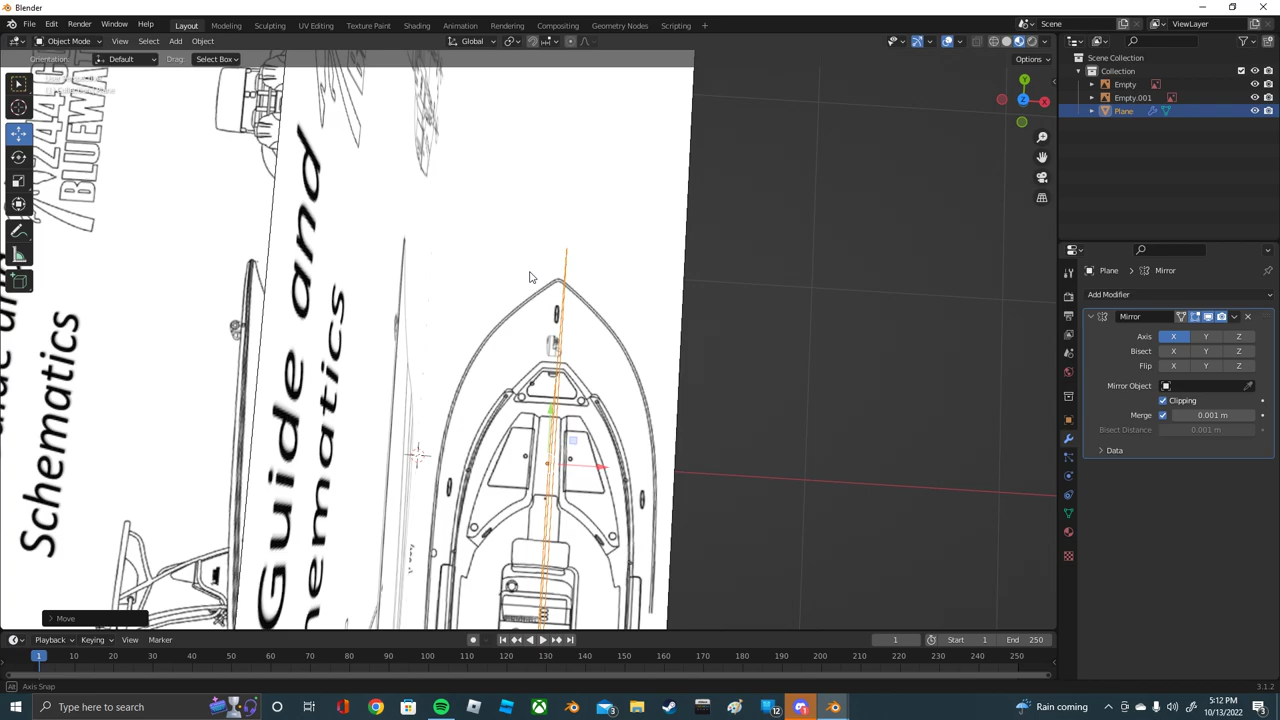 Blender
File Edit Render Window Help
Layout Modeling Sculpting UV Editing Texture Paint Shading Animation Rendering Compositing Geometry Nodes Scripting +
Scene
ViewLayer
Object Mode View Select Add Object
Global
Orientation: Default Drag: Select Box
Options
BLUEWAT
Schematics
Guide and
hematics
X
Y
Z
Move
Scene Collection
Collection
Empty
Empty.001
Plane
Plane > Mirror
Add Modifier
Mirror
Axis X Y Z
Bisect X Y Z
Flip X Y Z
Mirror Object
Clipping
Merge 0.001 m
Bisect Distance 0.001 m
Data
Playback Keying View Marker
1 Start 1 End 250
1 10 20 30 40 50 60 70 80 90 100 110 120 130 140 150 160 170 180 190 200 210 220 230 240 250
Alt Axis Snap
3.1.2
Type here to search
Rain coming
5:12 PM
10/13/2022